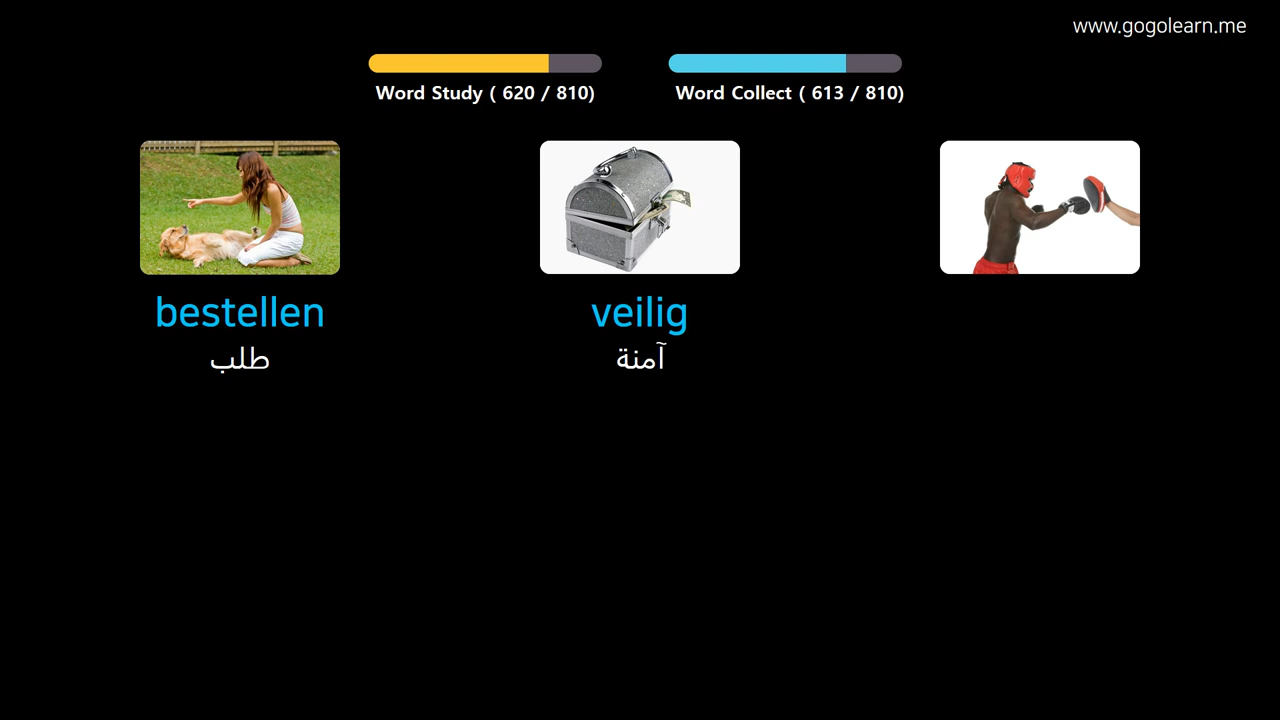 www.gogolearn.me
Word Study ( 620 / 810)
Word Collect ( 613 / 810)
bestellen
veilig
طلب
آمنة